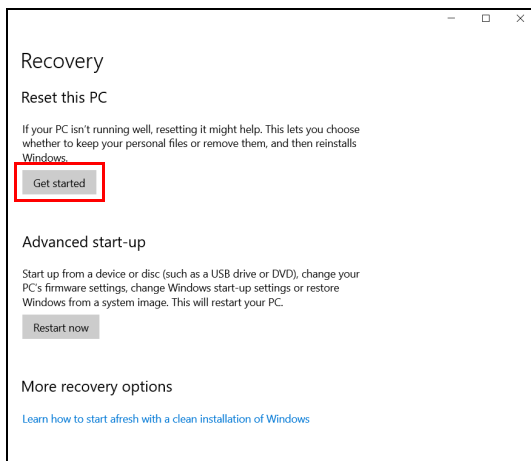 Recovery
Reset this PC
If your PC isn't running well, resetting it might help. This lets you choose
whether to keep your personal files or remove them, and then reinstalls
Windows.
Get started
Advanced start-up
Start up from a device or disc (such as a USB drive or DVD), change your
PC's firmware settings, change Windows start-up settings or restore
Windows from a system image. This will restart your PC.
Restart now
More recovery options
Learn how to start afresh with a clean installation of Windows